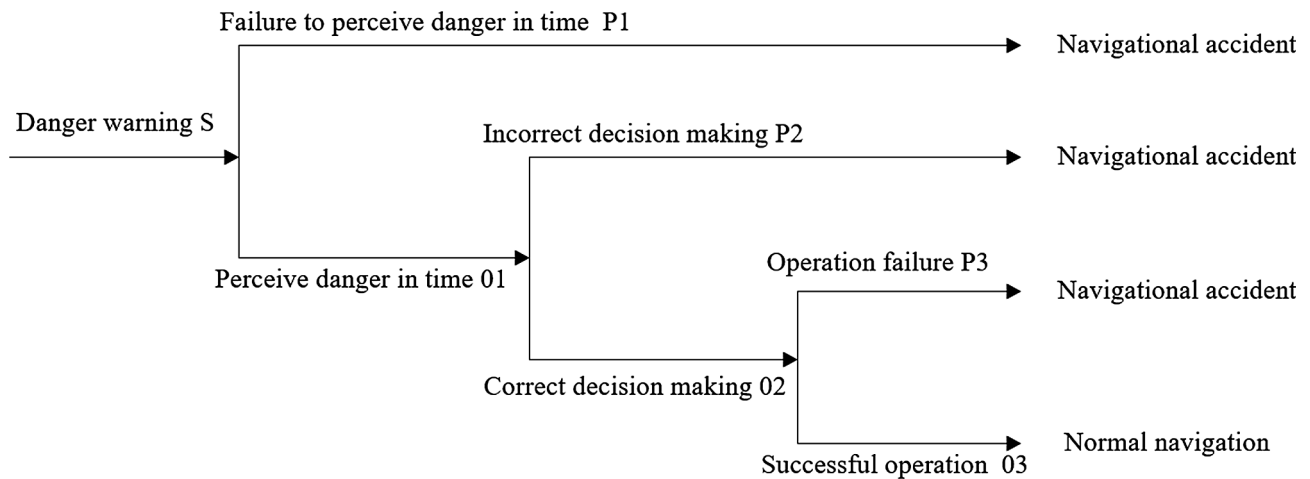 Failure to perceive danger in time P1
Navigational accident
Danger warning S
Incorrect decision making P2
Navigational accident
Perceive danger in time 01
Operation failure P3
Navigational accident
Correct decision making 02
Normal navigation
Successful operation 03